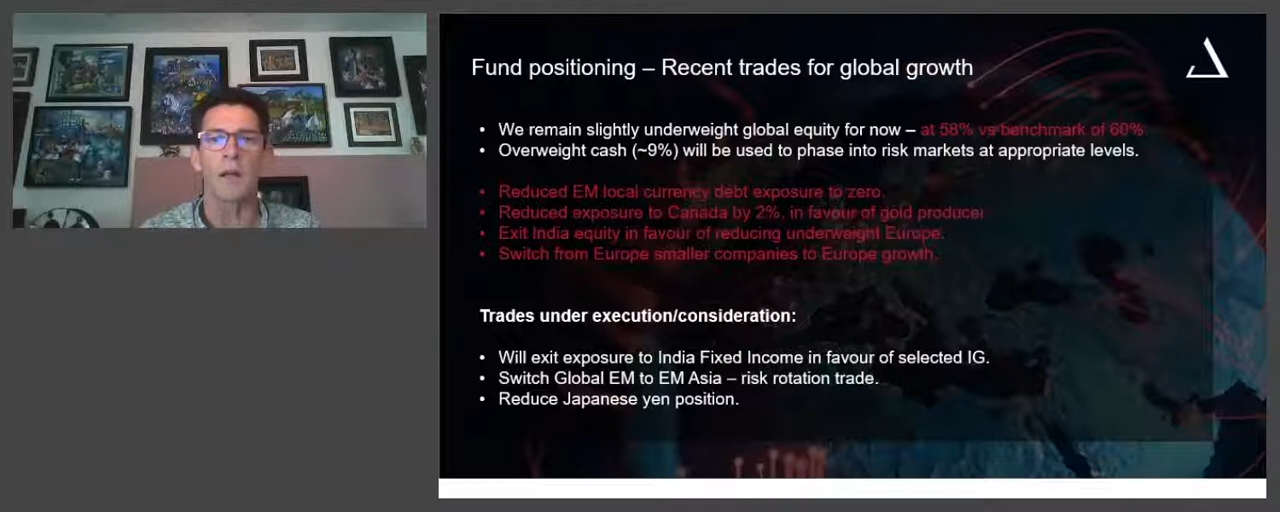 Fund positioning – Recent trades for global growth
• We remain slightly underweight global equity for now – at 58% vs benchmark of 60%.
• Overweight cash (~9%) will be used to phase into risk markets at appropriate levels.
• Reduced EM local currency debt exposure to zero.
• Reduced exposure to Canada by 2%, in favour of gold producer
• Exit India equity in favour of reducing underweight Europe.
• Switch from Europe smaller companies to Europe growth.
Trades under execution/consideration:
• Will exit exposure to India Fixed Income in favour of selected IG.
• Switch Global EM to EM Asia – risk rotation trade.
• Reduce Japanese yen position.